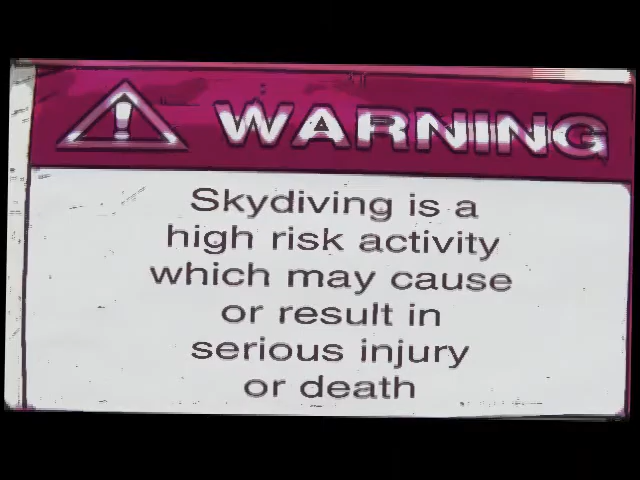 WARNING
Skydiving is a
high risk activity
which may cause
or result in
serious injury
or death